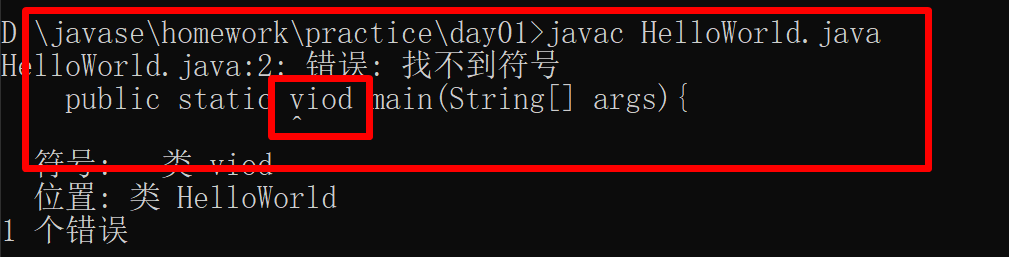 D \javase\homework\practice\day01>javac HelloWorld.java
HelloWorld.java:2: 错误: 找不到符号
public static viod main(String[] args){
^
符号: 类 viod
位置: 类 HelloWorld
1 个错误